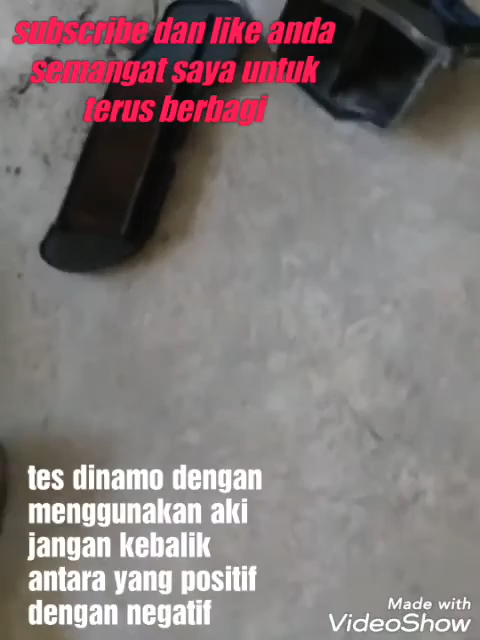 subscribe dan like anda
semangat saya untuk
terus berbagi
tes dinamo dengan
menggunakan aki
jangan kebalik
antara yang positif
dengan negatif
Made with
VideoShow